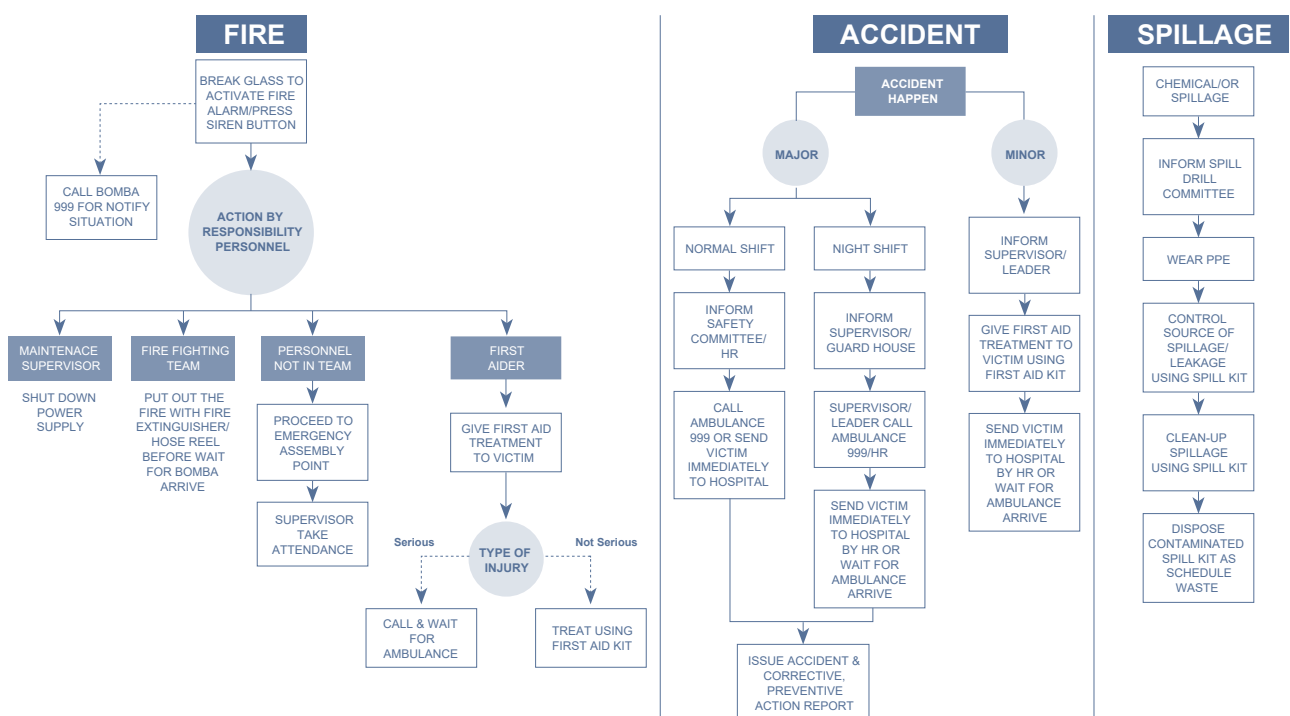 FIRE
BREAK GLASS TO
ACTIVATE FIRE
ALARM/PRESS
SIREN BUTTON
CALL BOMBA
999 FOR NOTIFY
SITUATION
ACTION BY
RESPONSIBILITY
PERSONNEL
MAINTENACE
SUPERVISOR
SHUT DOWN
POWER
SUPPLY
FIRE FIGHTING
TEAM
PUT OUT THE
FIRE WITH FIRE
EXTINGUISHER/
HOSE REEL
BEFORE WAIT
FOR BOMBA
ARRIVE
PERSONNEL
NOT IN TEAM
PROCEED TO
EMERGENCY
ASSEMBLY
POINT
SUPERVISOR
TAKE
ATTENDANCE
FIRST
AIDER
GIVE FIRST AID
TREATMENT
TO VICTIM
TYPE OF
INJURY
Serious
Not Serious
CALL & WAIT
FOR
AMBULANCE
TREAT USING
FIRST AID KIT
ACCIDENT
ACCIDENT
HAPPEN
MAJOR
MINOR
NORMAL SHIFT
INFORM
SAFETY
COMMITTEE/
HR
CALL
AMBULANCE
999 OR SEND
VICTIM
IMMEDIATELY
TO HOSPITAL
NIGHT SHIFT
INFORM
SUPERVISOR/
GUARD HOUSE
SUPERVISOR/
LEADER CALL
AMBULANCE
999/HR
SEND VICTIM
IMMEDIATELY
TO HOSPITAL
BY HR OR
WAIT FOR
AMBULANCE
ARRIVE
ISSUE ACCIDENT &
CORRECTIVE,
PREVENTIVE
ACTION REPORT
INFORM
SUPERVISOR/
LEADER
GIVE FIRST AID
TREATMENT TO
VICTIM USING
FIRST AID KIT
SEND VICTIM
IMMEDIATELY
TO HOSPITAL
BY HR OR
WAIT FOR
AMBULANCE
ARRIVE
SPILLAGE
CHEMICAL/OR
SPILLAGE
INFORM SPILL
DRILL
COMMITTEE
WEAR PPE
CONTROL
SOURCE OF
SPILLAGE/
LEAKAGE
USING SPILL KIT
CLEAN-UP
SPILLAGE
USING SPILL KIT
DISPOSE
CONTAMINATED
SPILL KIT AS
SCHEDULE
WASTE